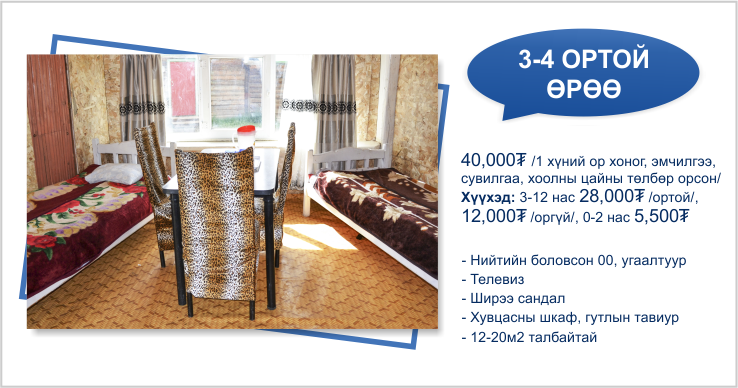 3-4 ОРТОЙ
ӨРӨӨ
40,000₮ /1 хүний ор хоног, эмчилгээ,
сувилгаа, хоолны цайны төлбөр орсон/
Хүүхэд: 3-12 нас 28,000₮ /ортой/,
12,000₮ /оргүй/, 0-2 нас 5,500₮
- Нийтийн боловсон 00, угаалтуур
- Телевиз
- Ширээ сандал
- Хувцасны шкаф, гутлын тавиур
- 12-20м2 талбайтай